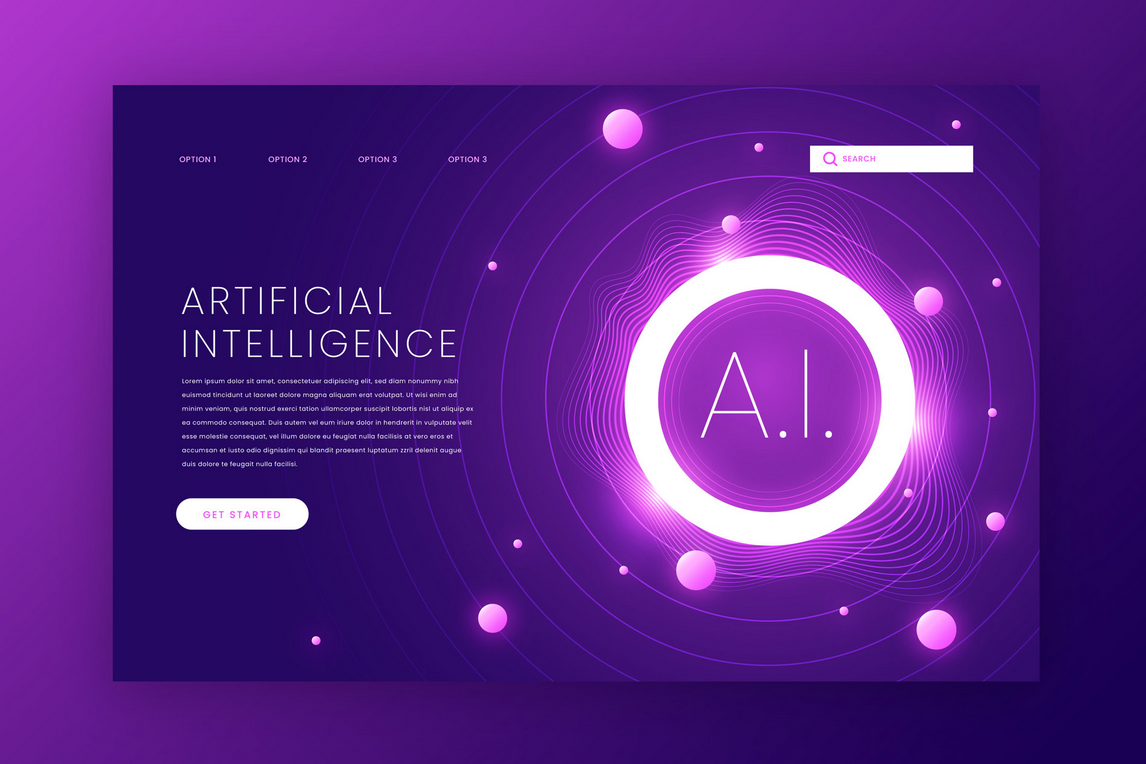 OPTION 1
OPTION 2
OPTION 3
OPTION 3
SEARCH
ARTIFICIAL
INTELLIGENCE
Lorem ipsum dolor sit amet, consectetuer adipiscing elit, sed diam nonummy nibh
euismod tincidunt ut laoreet dolore magna aliquam erat volutpat. Ut wisi enim ad
minim veniam, quis nostrud exerci tation ullamcorper suscipit lobortis nisl ut aliquip ex
ea commodo consequat. Duis autem vel eum iriure dolor in hendrerit in vulputate velit
esse molestie consequat, vel illum dolore eu feugiat nulla facilisis at vero eros et
accumsan et iusto odio dignissim qui blandit praesent luptatum zzril delenit augue
duis dolore te feugait nulla facilisi.
GET STARTED
A.I.